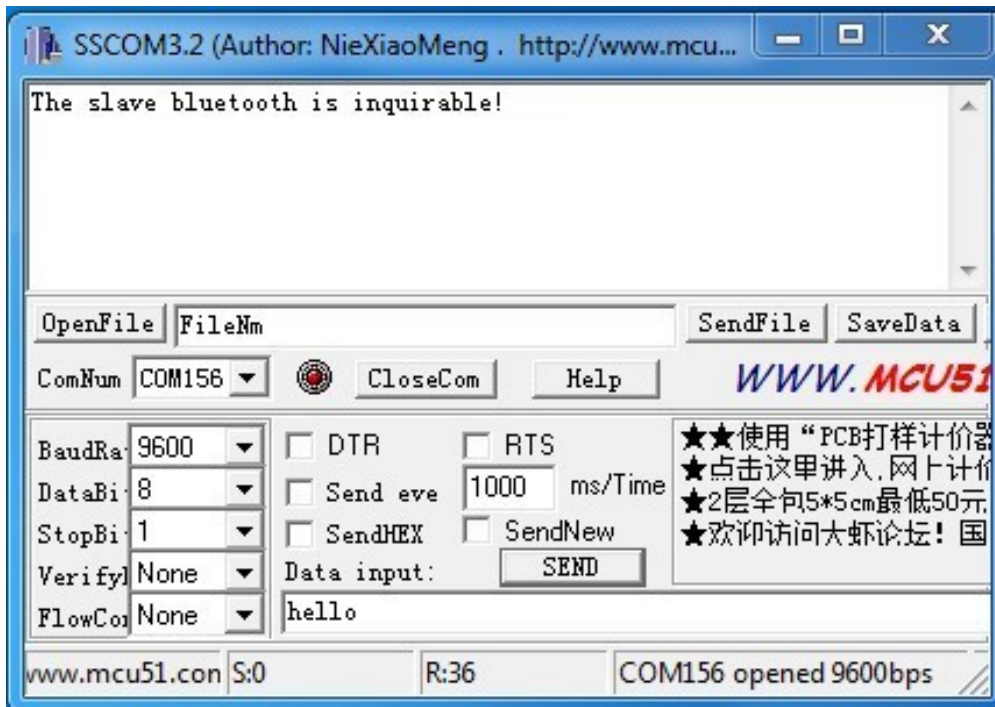 SSCOM3.2 (Author: NieXiaoMeng . http://www.mcu...
The slave bluetooth is inquirable!
OpenFile FileNm SendFile SaveData
ComNum COM156 CloseCom Help WWW. MCU51
BaudRa 9600 DTR RTS ★★使用“PCB打样计价器
DataBi 8 Send eve 1000 ms/Time ★点击这里进入,网上计价
StopBi 1 SendHEX SendNew ★2层全包5*5cm最低50元
VerifyI None Data input: SEND ★欢迎访问大虾论坛! 国
FlowCon None hello
www.mcu51.con S:0 R:36 COM156 opened 9600bps